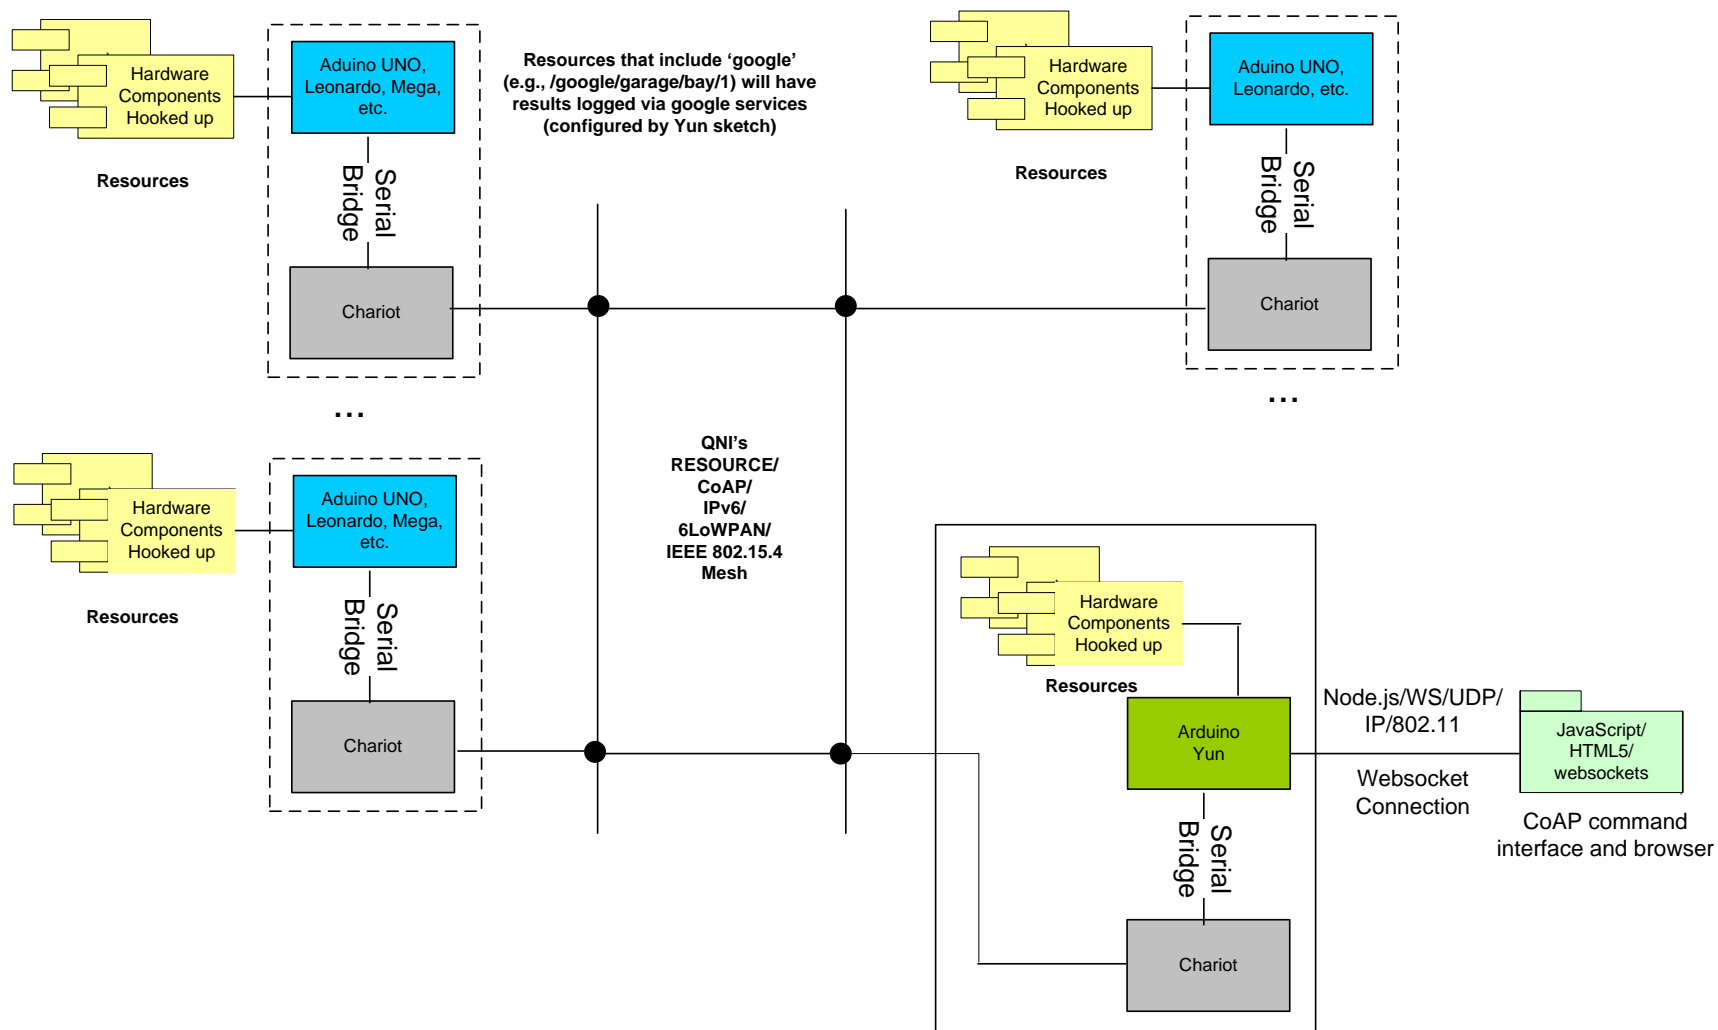 Hardware
Components
Hooked up
Resources
Aduino UNO,
Leonardo, Mega,
etc.
Serial
Bridge
Chariot
...
Resources that include ‘google’
(e.g., /google/garage/bay/1) will have
results logged via google services
(configured by Yun sketch)
Hardware
Components
Hooked up
Resources
Aduino UNO,
Leonardo, etc.
Serial
Bridge
Chariot
...
Hardware
Components
Hooked up
Resources
Aduino UNO,
Leonardo, Mega,
etc.
Serial
Bridge
Chariot
QNI’s
RESOURCE/
CoAP/
IPv6/
6LoWPAN/
IEEE 802.15.4
Mesh
Hardware
Components
Hooked up
Resources
Arduino
Yun
Serial
Bridge
Chariot
Node.js/WS/UDP/
IP/802.11
Websocket
Connection
JavaScript/
HTML5/
websockets
CoAP command
interface and browser